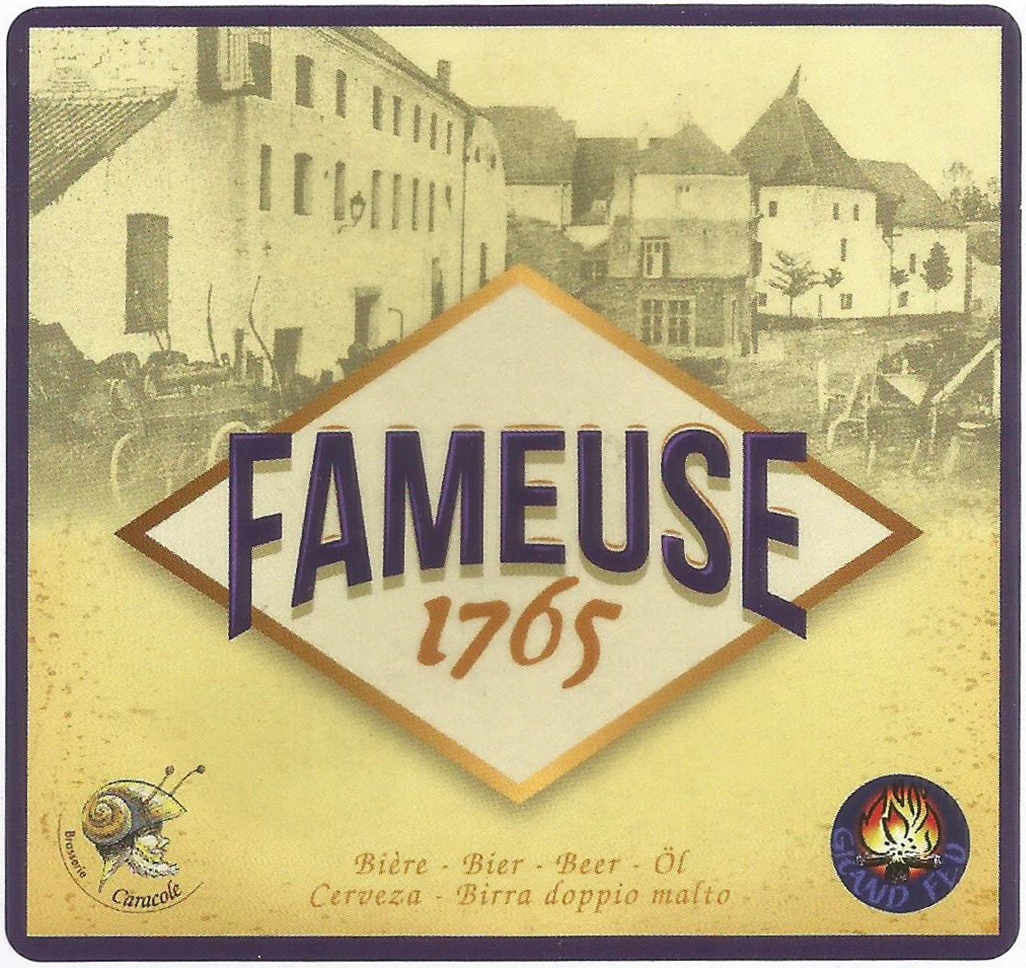 FAMEUSE
1765
Brasserie
Caracole
Bière - Bier - Beer - Öl
Cerveza - Birra doppio malto
GRAND FEU